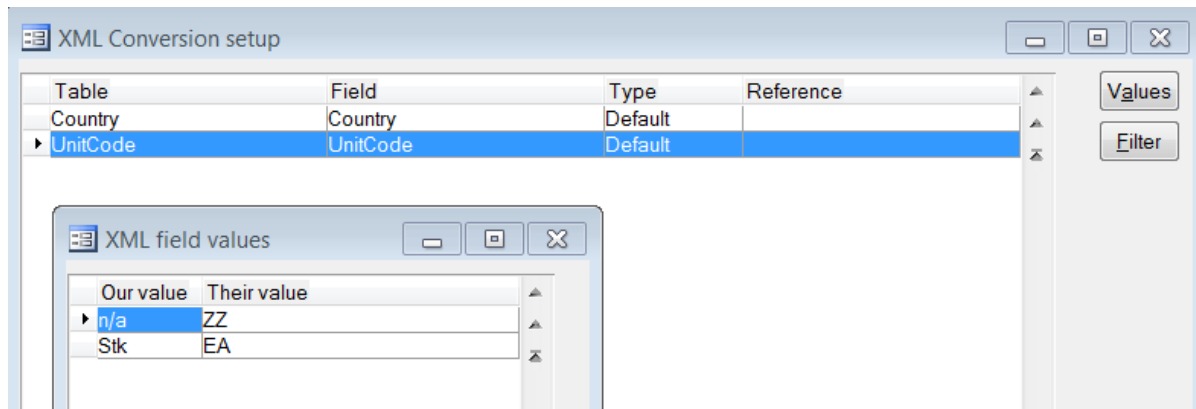 XML Conversion setup
Table Field Type Reference
Country Country Default
UnitCode UnitCode Default
Values
Filter
XML field values
Our value Their value
n/a ZZ
Stk EA